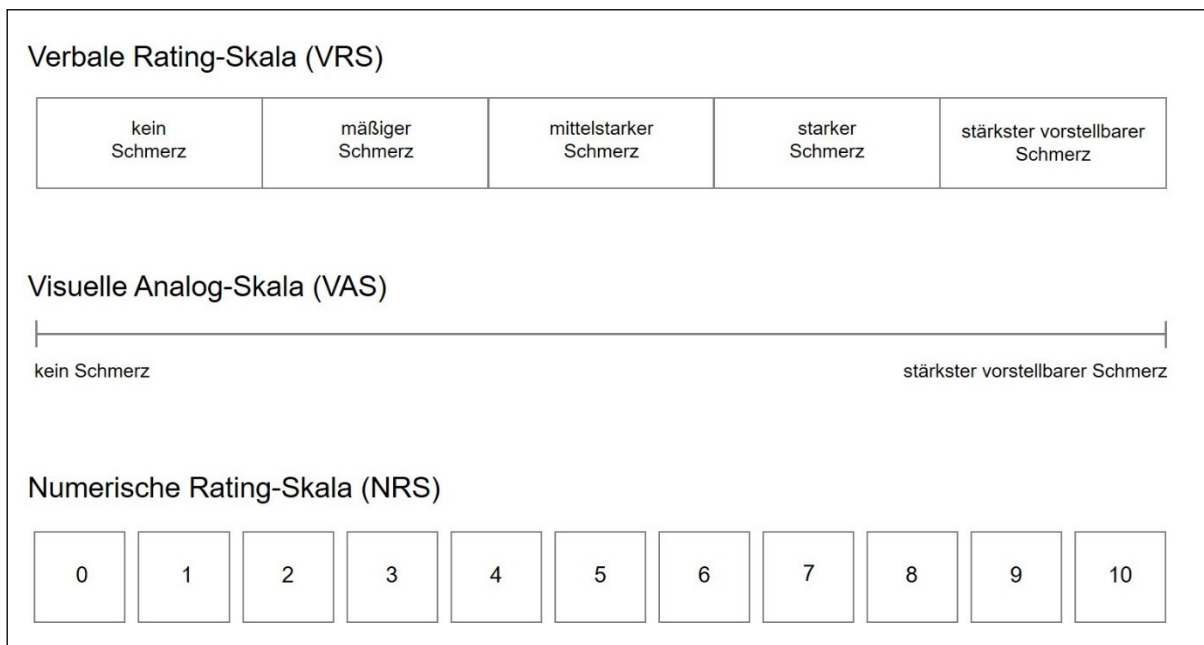 Verbale Rating-Skala (VRS)
kein
Schmerz
mäßiger
Schmerz
mittelstarker
Schmerz
starker
Schmerz
stärkster vorstellbarer
Schmerz
Visuelle Analog-Skala (VAS)
kein Schmerz
stärkster vorstellbarer Schmerz
Numerische Rating-Skala (NRS)
0 1 2 3 4 5 6 7 8 9 10